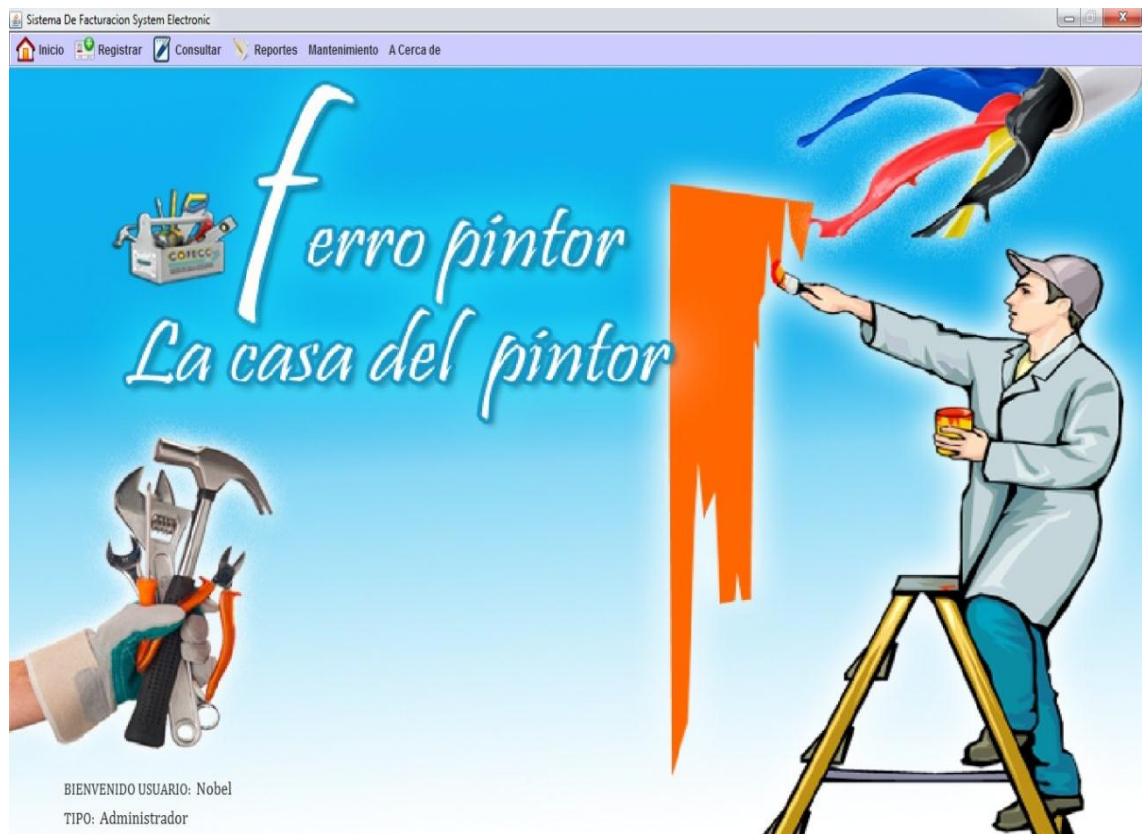 Sistema De Facturacion System Electronic
Inicio Registrar Consultar Reportes Mantenimiento A Cerca de
ferro pintor
COFECC
La casa del pintor
BIENVENIDO USUARIO: Nobel
TIPO: Administrador